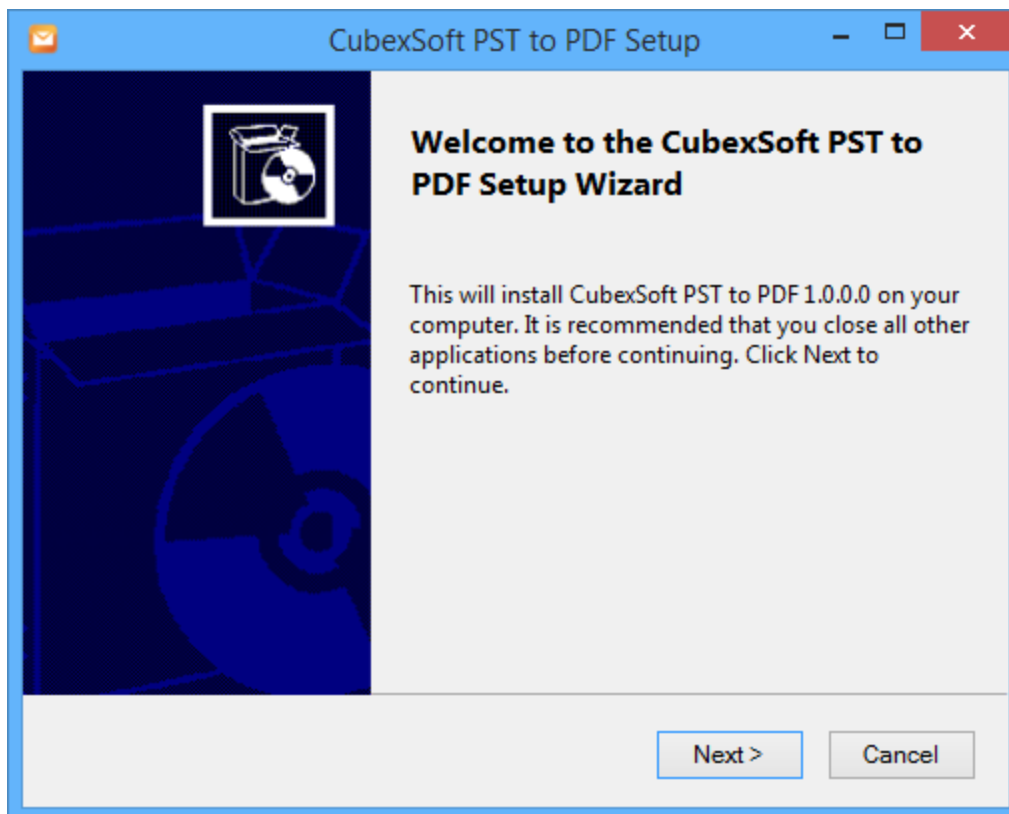 CubexSoft PST to PDF Setup
Welcome to the CubexSoft PST to
PDF Setup Wizard
This will install CubexSoft PST to PDF 1.0.0.0 on your
computer. It is recommended that you close all other
applications before continuing. Click Next to
continue.
Next >
Cancel